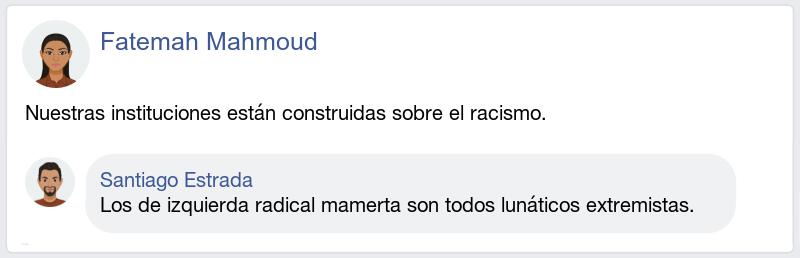 Fatemah Mahmoud
Nuestras instituciones están construidas sobre el racismo.
Santiago Estrada
Los de izquierda radical mamerta son todos lunáticos extremistas.